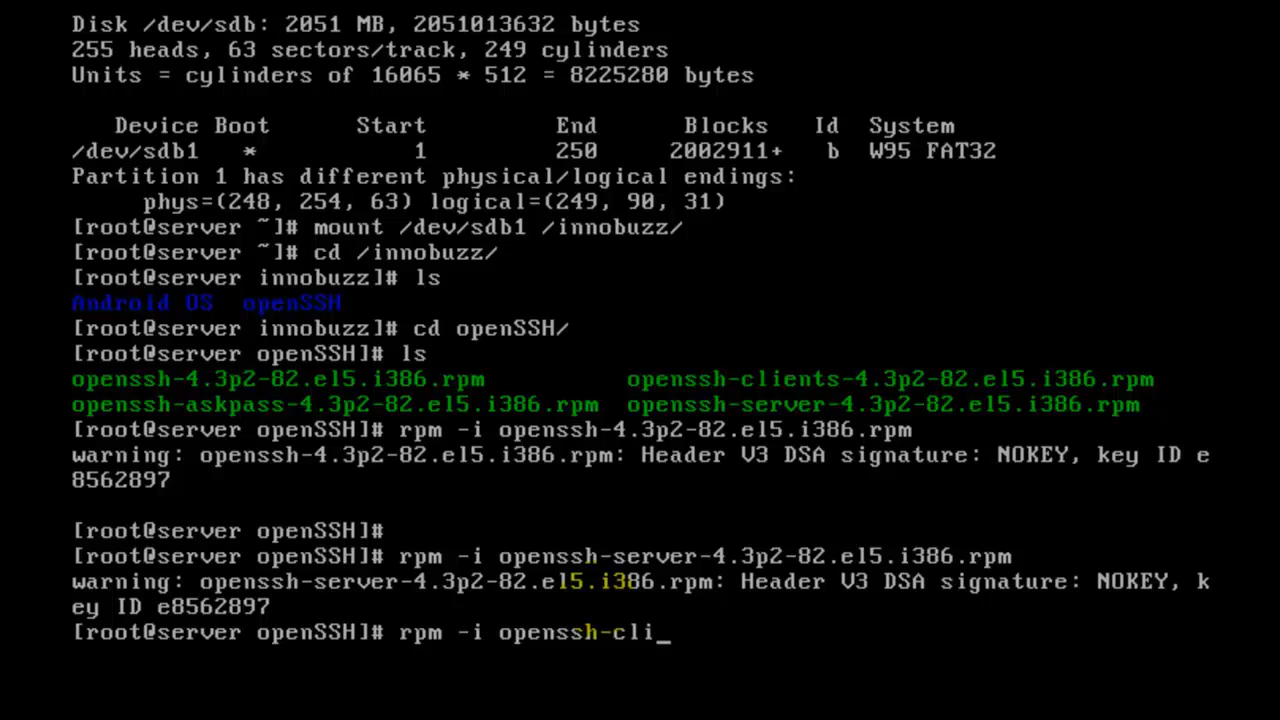 Disk /dev/sdb: 2051 MB, 2051013632 bytes
255 heads, 63 sectors/track, 249 cylinders
Units = cylinders of 16065 * 512 = 8225280 bytes
Device Boot Start End Blocks Id System
/dev/sdb1 * 1 250 2002911+ b W95 FAT32
Partition 1 has different physical/logical endings:
phys=(248, 254, 63) logical=(249, 90, 31)
[root@server ~]# mount /dev/sdb1 /innobuzz/
[root@server ~]# cd /innobuzz/
[root@server innobuzz]# ls
Android OS openSSH
[root@server innobuzz]# cd openSSH/
[root@server openSSH]# ls
openssh-4.3p2-82.el5.i386.rpm openssh-clients-4.3p2-82.el5.i386.rpm
openssh-askpass-4.3p2-82.el5.i386.rpm openssh-server-4.3p2-82.el5.i386.rpm
[root@server openSSH]# rpm -i openssh-4.3p2-82.el5.i386.rpm
warning: openssh-4.3p2-82.el5.i386.rpm: Header V3 DSA signature: NOKEY, key ID e
8562897
[root@server openSSH]#
[root@server openSSH]# rpm -i openssh-server-4.3p2-82.el5.i386.rpm
warning: openssh-server-4.3p2-82.el5.i386.rpm: Header V3 DSA signature: NOKEY, k
ey ID e8562897
[root@server openSSH]# rpm -i openssh-cli_